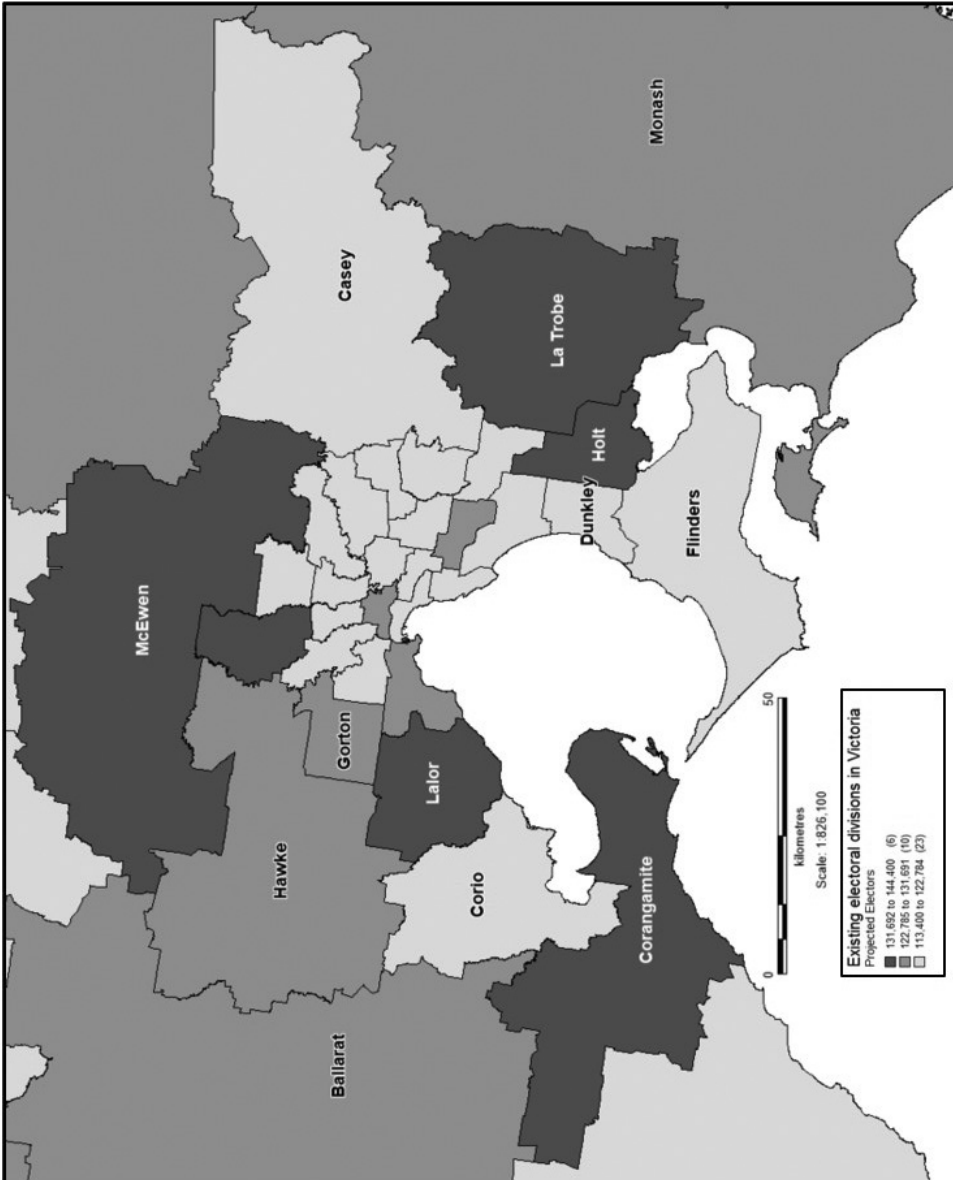 McEwen
Hawke
Ballarat
Gorton
Casey
Lalor
Corio
La Trobe
Dunkley
Holt
Corangamite
Monash
Flinders
0 50
kilometres
Scale: 1:826,100
Existing electoral divisions in Victoria
Projected Electors
131,692 to 144,400 (6)
122,785 to 131,691 (10)
113,400 to 122,784 (23)